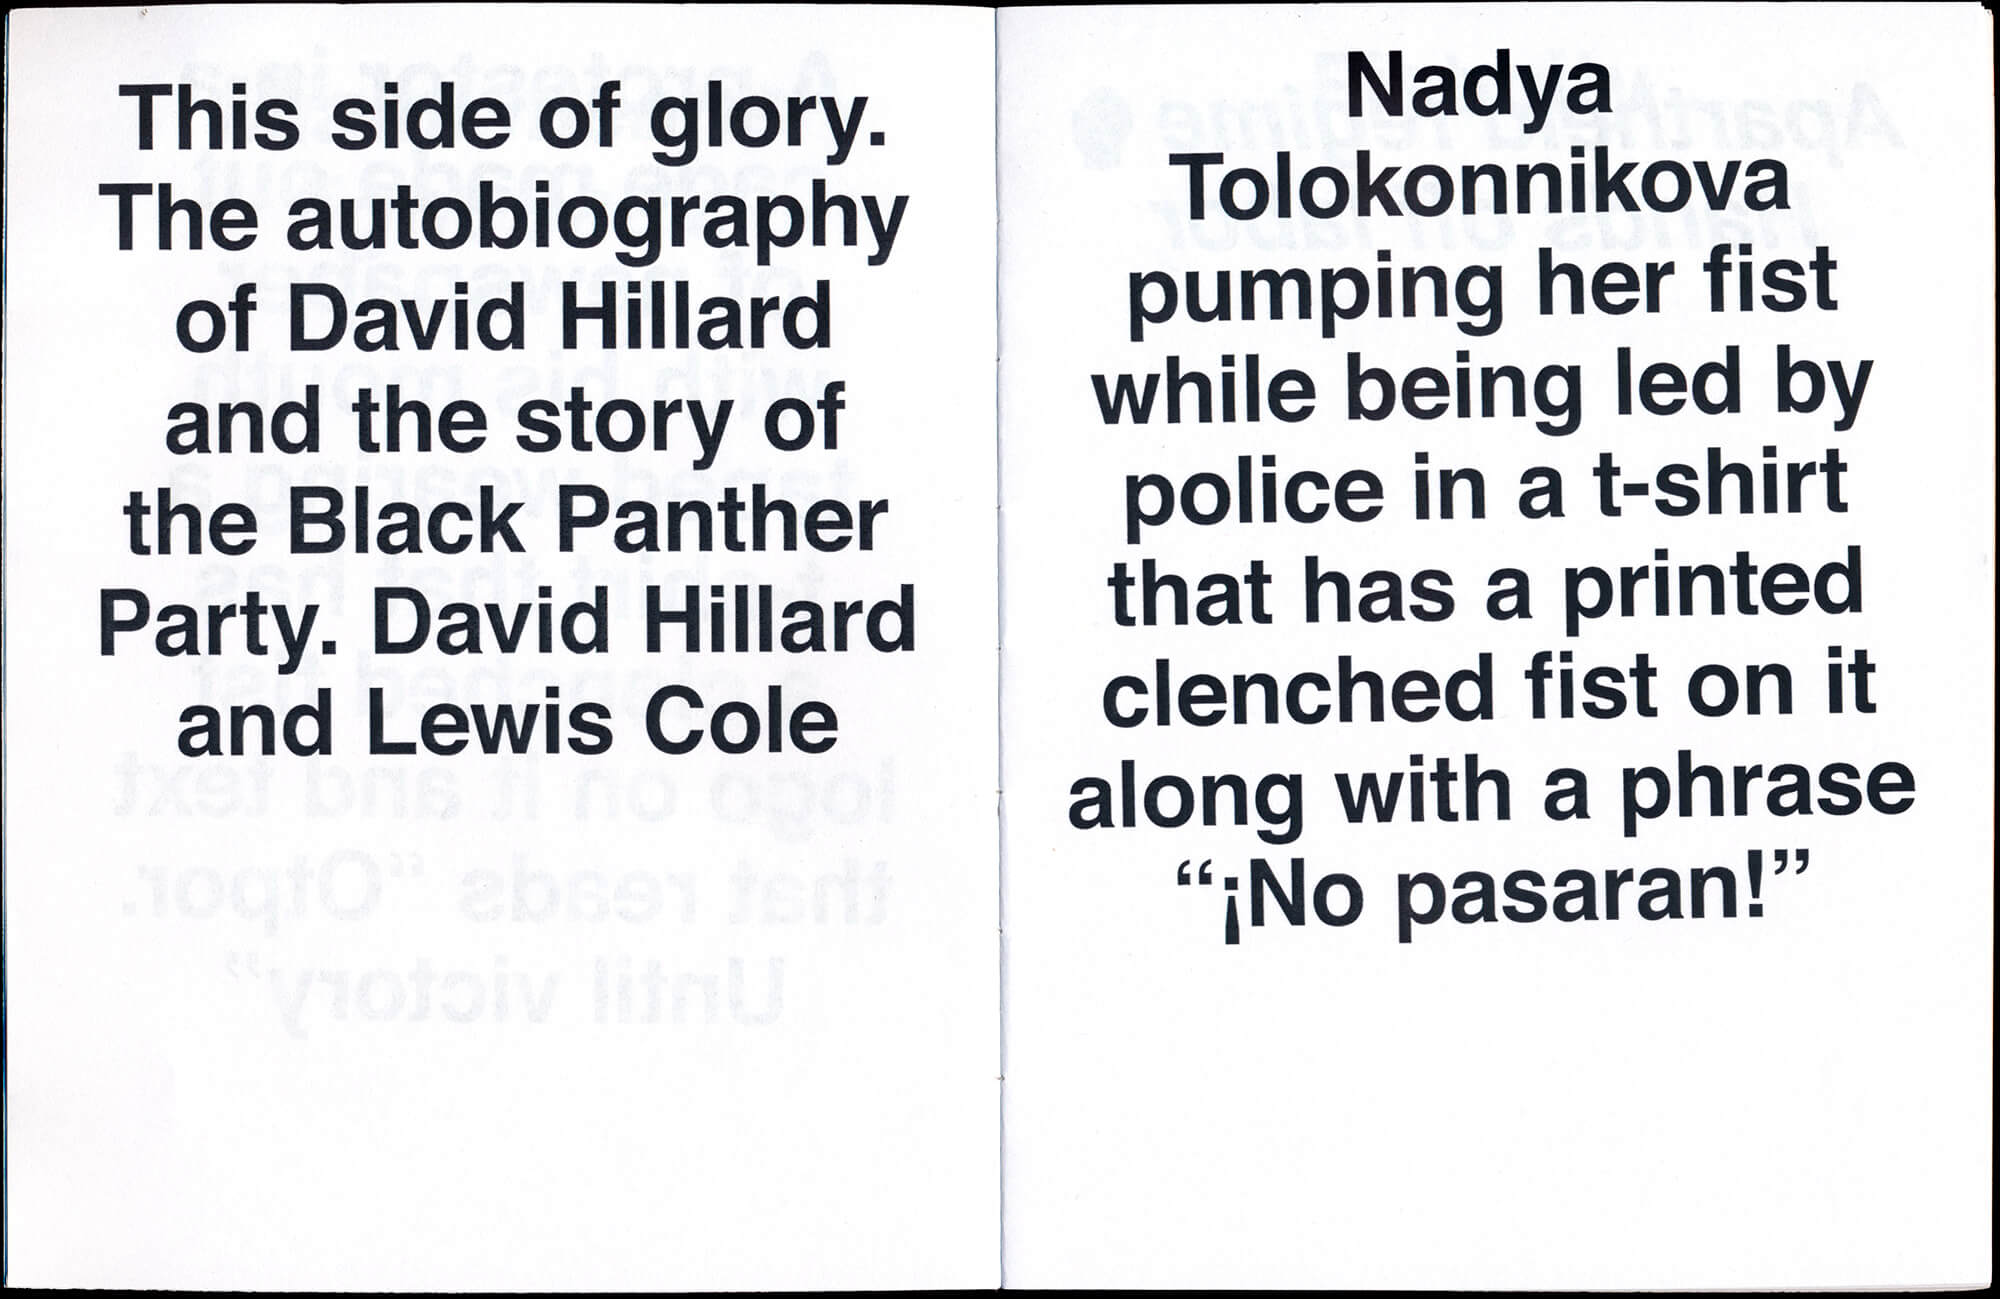 This side of glory.
The autobiography
of David Hillard
and the story of
the Black Panther
Party. David Hillard
and Lewis Cole
Nadya
Tolokonnikova
pumping her fist
while being led by
police in a t-shirt
that has a printed
clenched fist on it
along with a phrase
“¡No pasaran!”